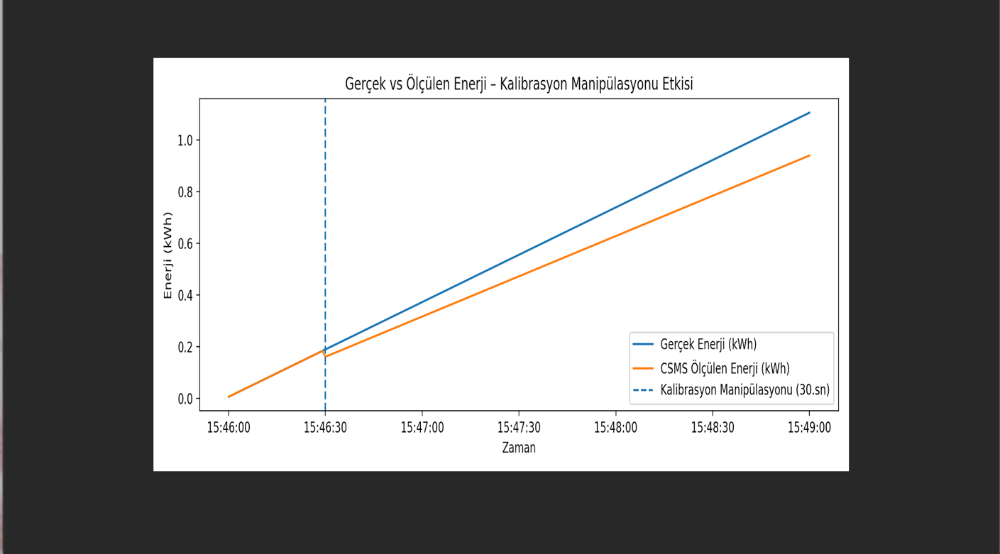 Gerçek vs Ölçülen Enerji – Kalibrasyon Manipülasyonu Etkisi
Enerji (kWh)
1.0
0.8
0.6
0.4
0.2
0.0
Gerçek Enerji (kWh)
CSMS Ölçülen Enerji (kWh)
Kalibrasyon Manipülasyonu (30.sn)
15:46:00 15:46:30 15:47:00 15:47:30 15:48:00 15:48:30 15:49:00
Zaman